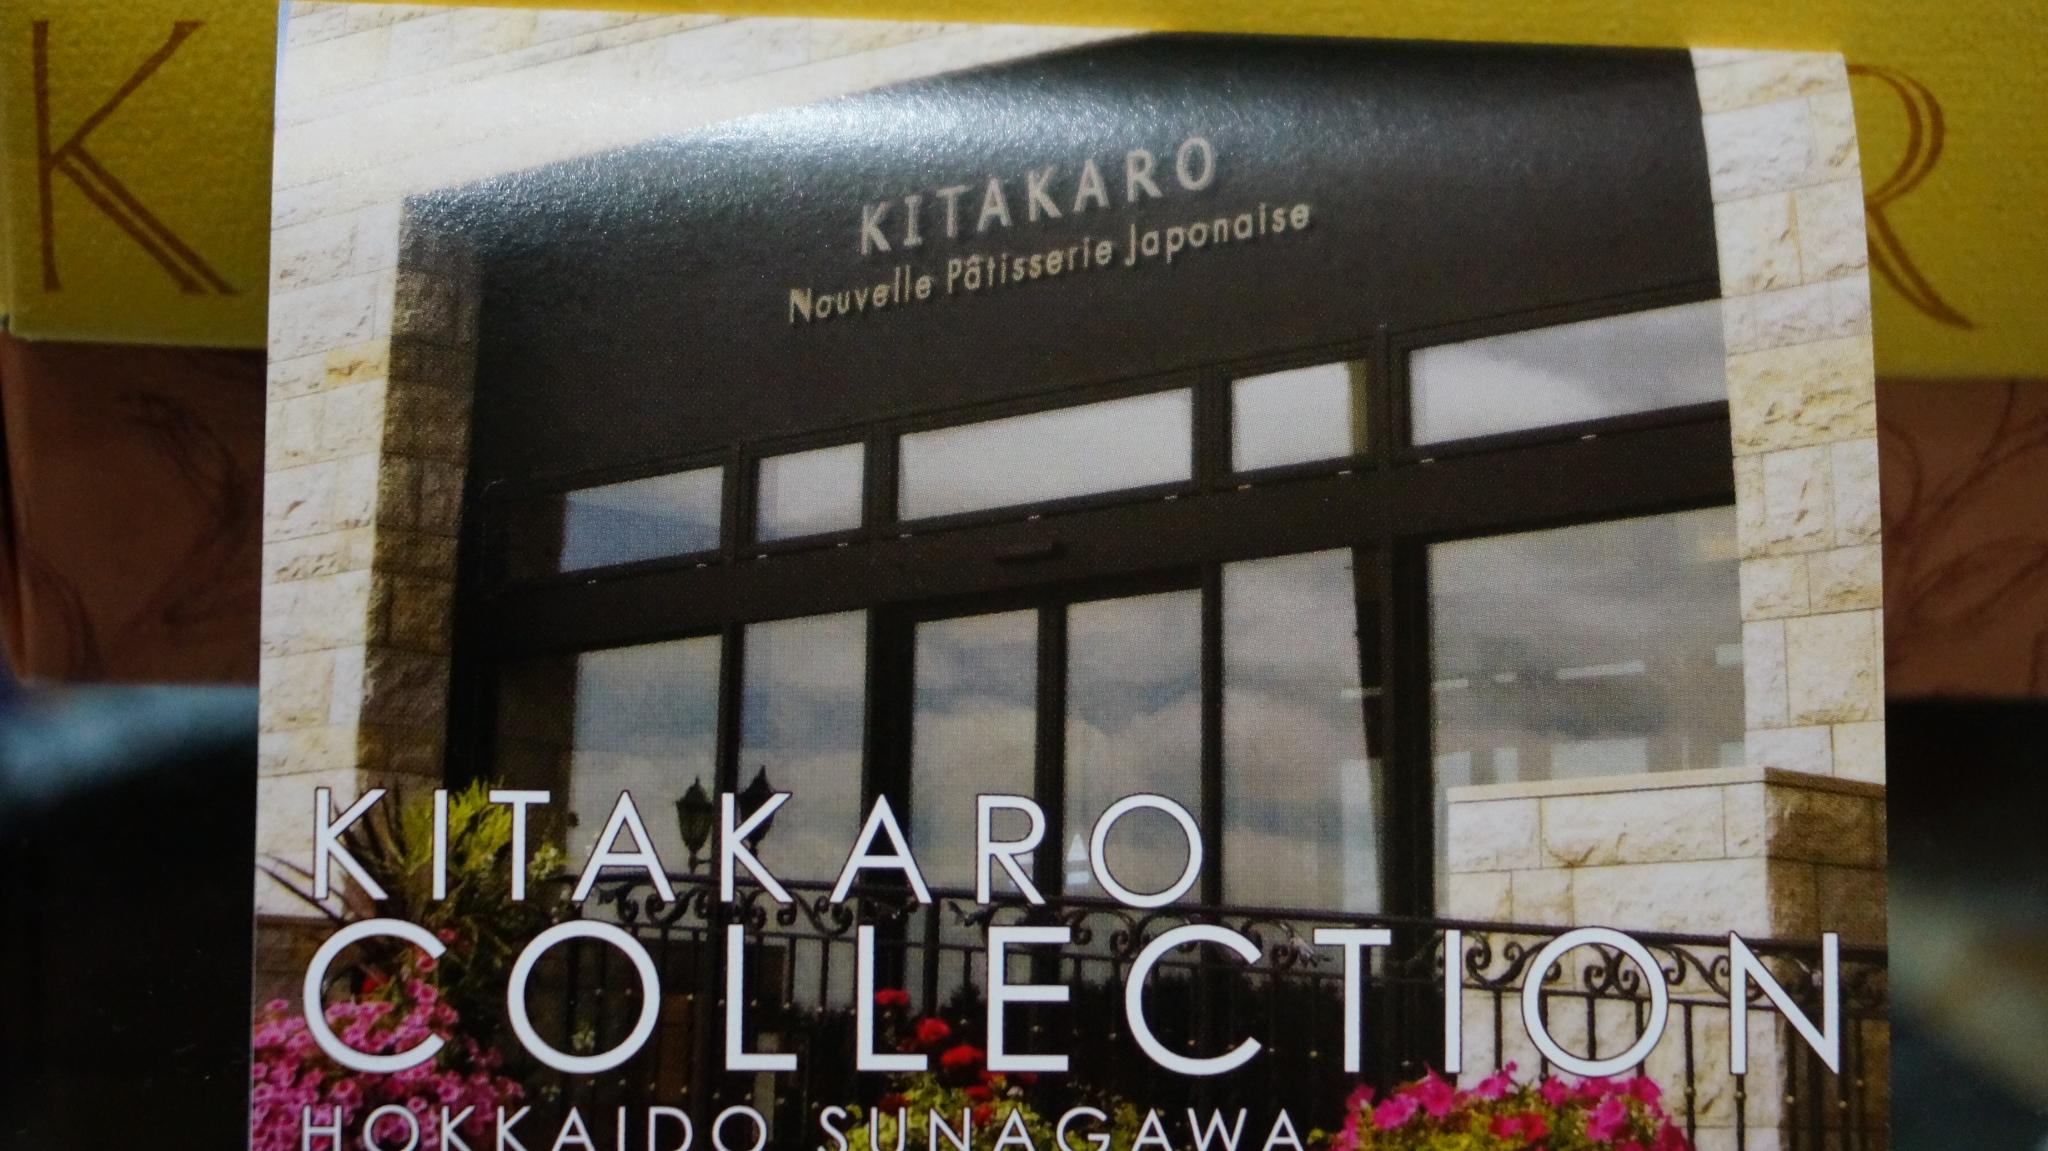 K R
KITAKARO
Nouvelle Pâtisserie Japonaise
KITAKARO
COLLECTION
HOKKAIDO SUNAGAWA